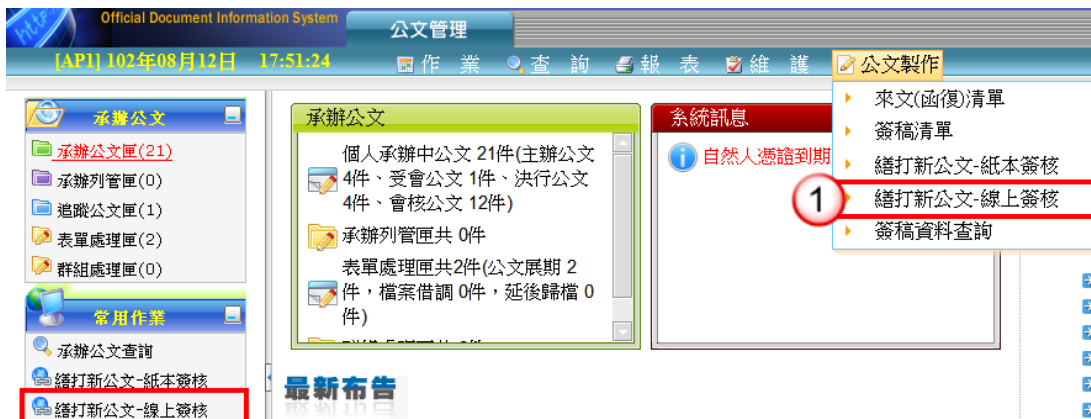 http
Official Document Information System
公文管理
[AP1] 102年08月12日 17:51:24
作 業 查 詢 報 表 維 護 公文製作
來文(函復)清單
簽稿清單
繕打新公文-紙本簽核
1 繕打新公文-線上簽核
簽稿資料查詢
承辦公文
承辦公文匣(21)
承辦列管匣(0)
追蹤公文匣(1)
表單處理匣(2)
群組處理匣(0)
常用作業
承辦公文查詢
繕打新公文-紙本簽核
繕打新公文-線上簽核
承辦公文
個人承辦中公文 21件(主辦公文
4件、受會公文 1件、決行公文
4件、會核公文 12件)
承辦列管匣共 0件
表單處理匣共2件(公文展期 2
件，檔案借調 0件，延後歸檔 0
件)
系統訊息
自然人憑證到期
最新布告